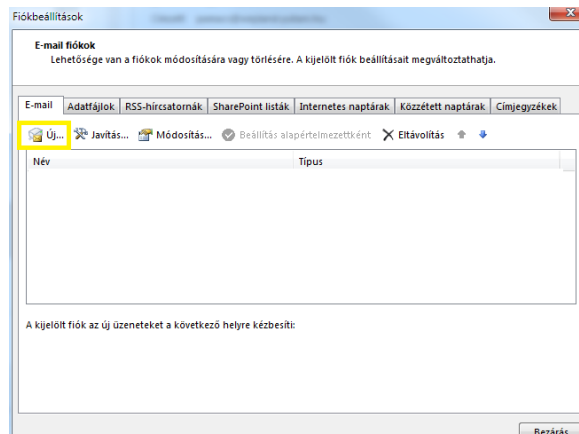 Fiókbeállítások
E-mail fiókok
Lehetősége van a fiókok módosítására vagy törlésére. A kijelölt fiók beállításait megváltoztathatja.
E-mail Adatfájlok RSS-hírcsatornák SharePoint listák Internetes naptárak Közzétett naptárak Címjegyzékek
Új... Javítás... Módosítás... Beállítás alapértelmezettként Eltávolítás
Név Típus
A kijelölt fiók az új üzeneteket a következő helyre kézbesíti:
Bezárás